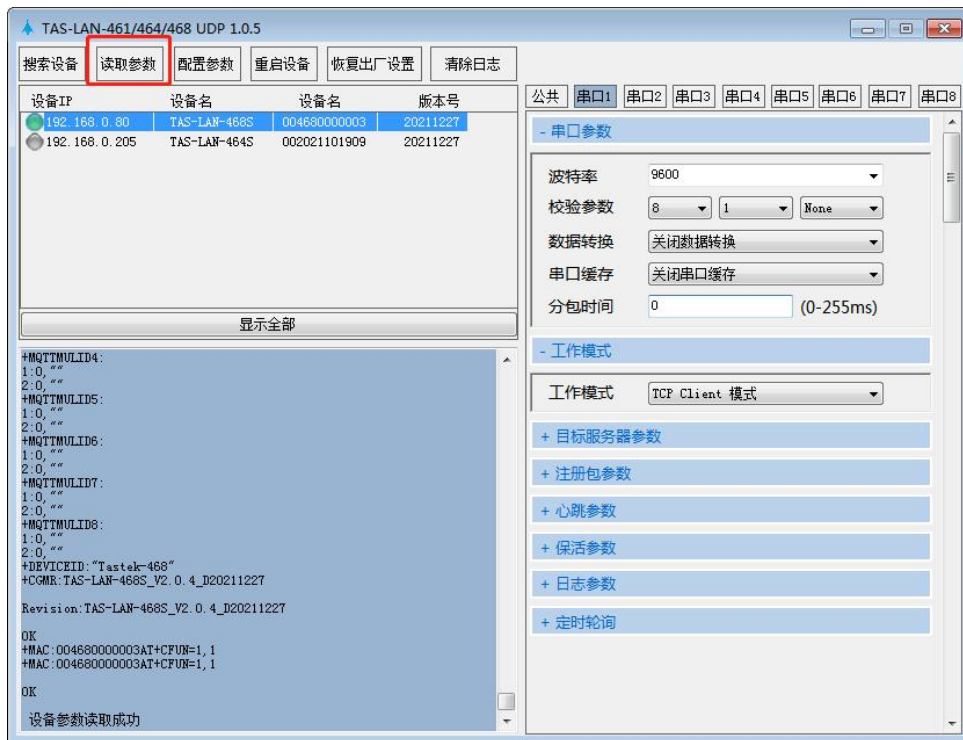 TAS-LAN-461/464/468 UDP 1.0.5
搜索设备 读取参数 配置参数 重启设备 恢复出厂设置 清除日志
设备IP 设备名 设备名 版本号
192.168.0.80 TAS-LAN-468S 004680000003 20211227
192.168.0.205 TAS-LAN-464S 002021101909 20211227
显示全部
+MQTTMULID4:
1:0,""
2:0,""
+MQTTMULID5:
1:0,""
2:0,""
+MQTTMULID6:
1:0,""
2:0,""
+MQTTMULID7:
1:0,""
2:0,""
+MQTTMULID8:
1:0,""
2:0,""
+DEVICEID:"Tastek-468"
+CGMR:TAS-LAN-468S_V2.0.4_D20211227
Revision:TAS-LAN-468S_V2.0.4_D20211227
OK
+MAC:004680000003AT+CFUN=1,1
+MAC:004680000003AT+CFUN=1,1
OK
设备参数读取成功
公共 串口1 串口2 串口3 串口4 串口5 串口6 串口7 串口8
- 串口参数
波特率 9600
校验参数 8 1 None
数据转换 关闭数据转换
串口缓存 关闭串口缓存
分包时间 0 (0-255ms)
- 工作模式
工作模式 TCP Client 模式
+ 目标服务器参数
+ 注册包参数
+ 心跳参数
+ 保活参数
+ 日志参数
+ 定时轮询